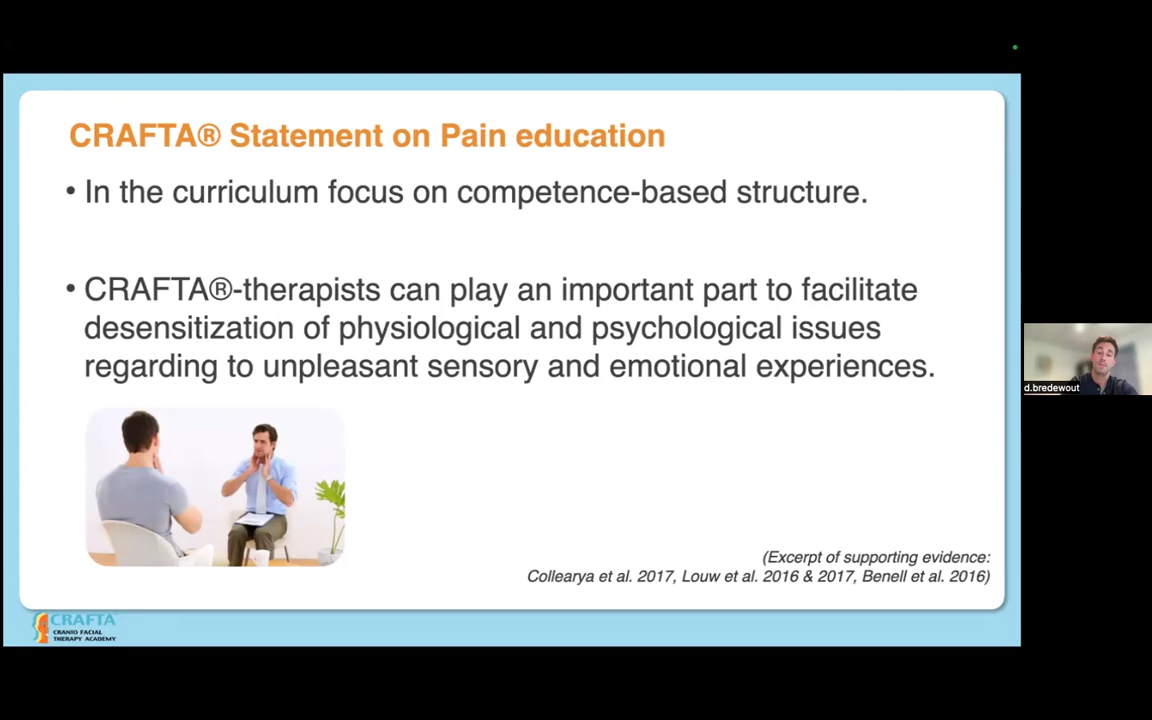 CRAFTA® Statement on Pain education
• In the curriculum focus on competence-based structure.
• CRAFTA®-therapists can play an important part to facilitate
desensitization of physiological and psychological issues
regarding to unpleasant sensory and emotional experiences.
d.bredewout
(Excerpt of supporting evidence:
Collearya et al. 2017, Louw et al. 2016 & 2017, Benell et al. 2016)
CRAFTA
CRANIO FACIAL
THERAPY ACADEMY